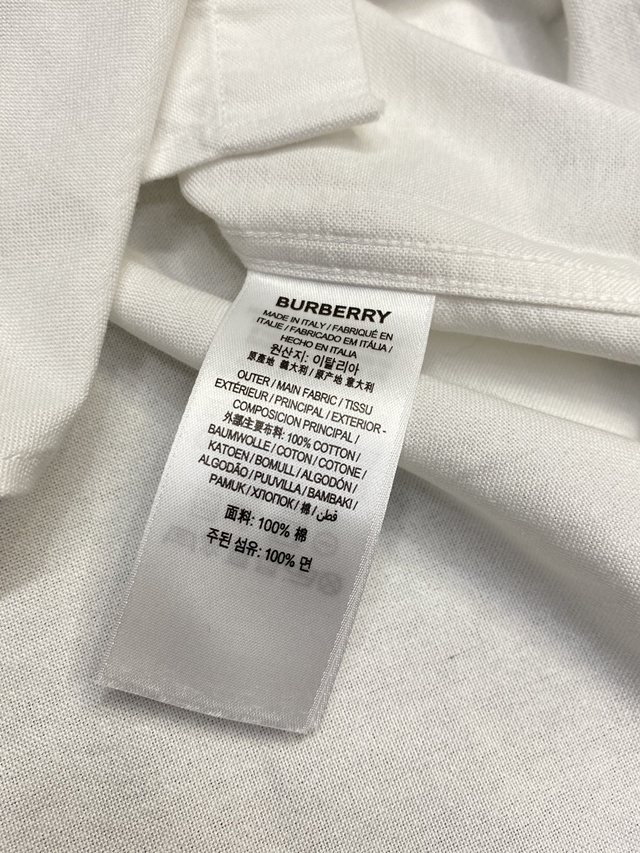 BURBERRY
MADE IN ITALY / FABRIQUÉ EN
ITALIE / FABRICADO EM ITÁLIA /
HECHO EN ITALIA
원산지: 이탈리아
原產地 義大利 / 原产地 意大利
OUTER / MAIN FABRIC / TISSU
EXTÉRIEUR / PRINCIPAL / EXTERIOR -
COMPOSICION PRINCIPAL /
外部生要布料: 100% COTTON /
BAUMWOLLE / COTON / COTONE /
KATOEN / BOMULL / ALGODÓN /
ALGODÃO / PUUVILLA / BAMBAKI /
PAMUK / ХЛОПОК / 棉 / قطن
面料: 100% 棉
주된 섬유: 100% 면